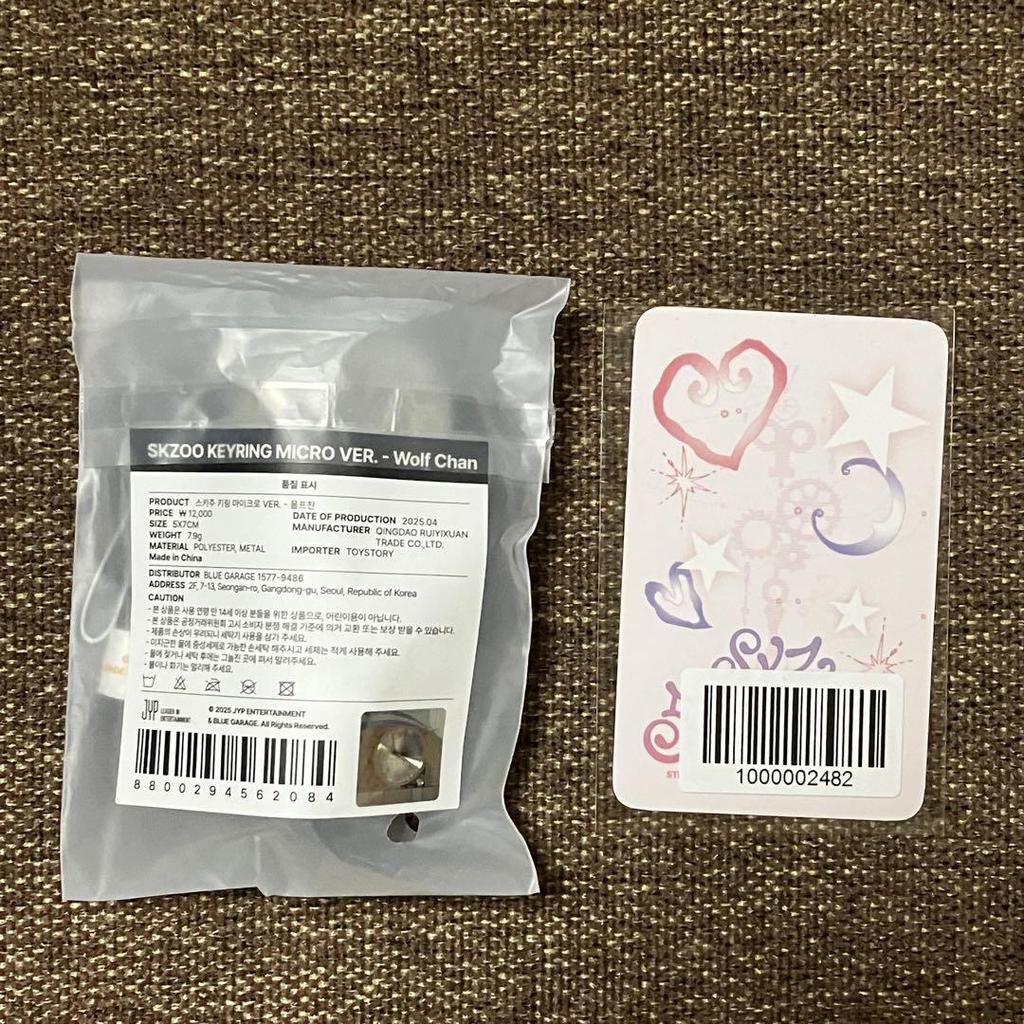 SKZOO KEYRING MICRO VER. - Wolf Chan
품질 표시
PRODUCT 스키주 키링 마이크로 VER. - 울프찬
PRICE ₩12,000
SIZE 5X7CM
WEIGHT 7.9g
MATERIAL POLYESTER, METAL
Made in China
DATE OF PRODUCTION 2025.04
MANUFACTURER QINGDAO RUIYIXUAN
TRADE CO.,LTD.
IMPORTER TOYSTORY
DISTRIBUTOR BLUE GARAGE 1577-9486
ADDRESS 2F, 7-13, Seongan-ro, Gangdong-gu, Seoul, Republic of Korea
CAUTION
- 본 상품은 사용 연령 만 14세 이상 분들을 위한 상품으로, 어린이용이 아닙니다.
- 본 상품은 공정거래위원회 고시 소비자 분쟁 해결 기준에 의거 교환 또는 보상 받을 수 있습니다.
- 제품의 손상이 우려되니 세탁기 사용을 삼가 주세요.
- 미지근한 물에 중성세제로 가능한 손세탁 해주시고 세제는 적게 사용해 주세요.
- 물에 젖거나 세탁 후에는 그늘진 곳에 펴서 말려주세요.
- 불이나 화기는 멀리해 주세요.
JYP LEADER IN
ENTERTAINMENT
© 2025 JYP ENTERTAINMENT
& BLUE GARAGE. All Rights Reserved.
8800294562084
1000002482